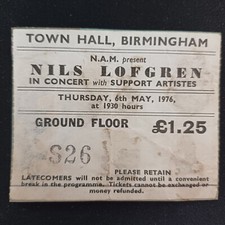 TOWN HALL, BIRMINGHAM
N.A.M. present
NILS LOFGREN
IN CONCERT with SUPPORT ARTISTES
THURSDAY, 6th MAY, 1976,
at 1930 hours
GROUND FLOOR £1.25
S26
PLEASE RETAIN
LATECOMERS will not be admitted until a convenient
break in the programme. Tickets cannot be exchanged or
money refunded.